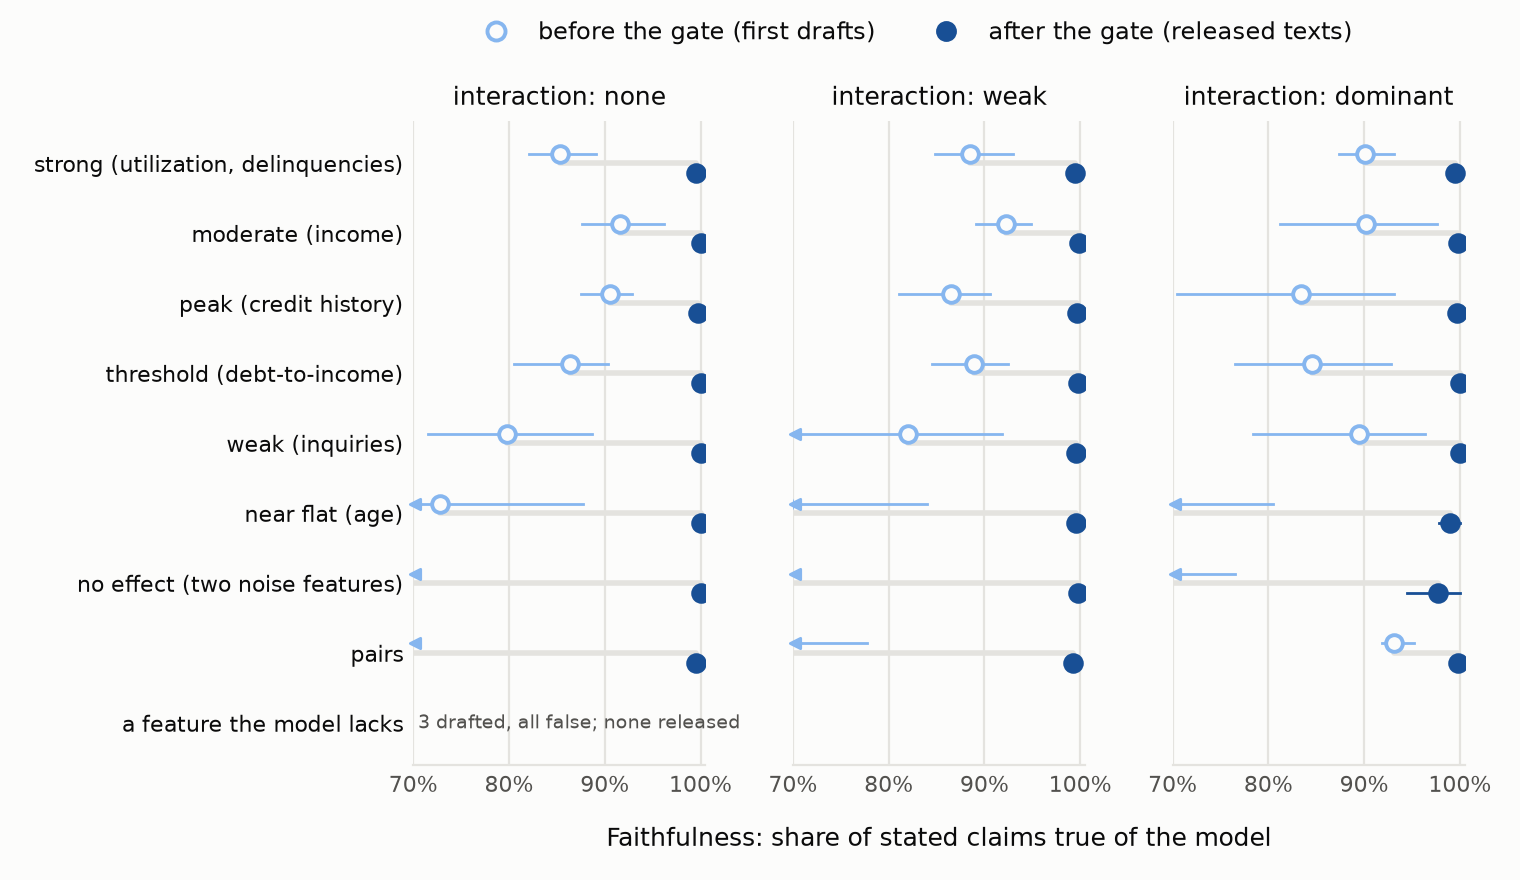 before the gate (first drafts)
after the gate (released texts)
interaction: none
interaction: weak
interaction: dominant
strong (utilization, delinquencies)
moderate (income)
peak (credit history)
threshold (debt-to-income)
weak (inquiries)
near flat (age)
no effect (two noise features)
pairs
a feature the model lacks
3 drafted, all false; none released
70% 80% 90% 100%
70% 80% 90% 100%
70% 80% 90% 100%
Faithfulness: share of stated claims true of the model